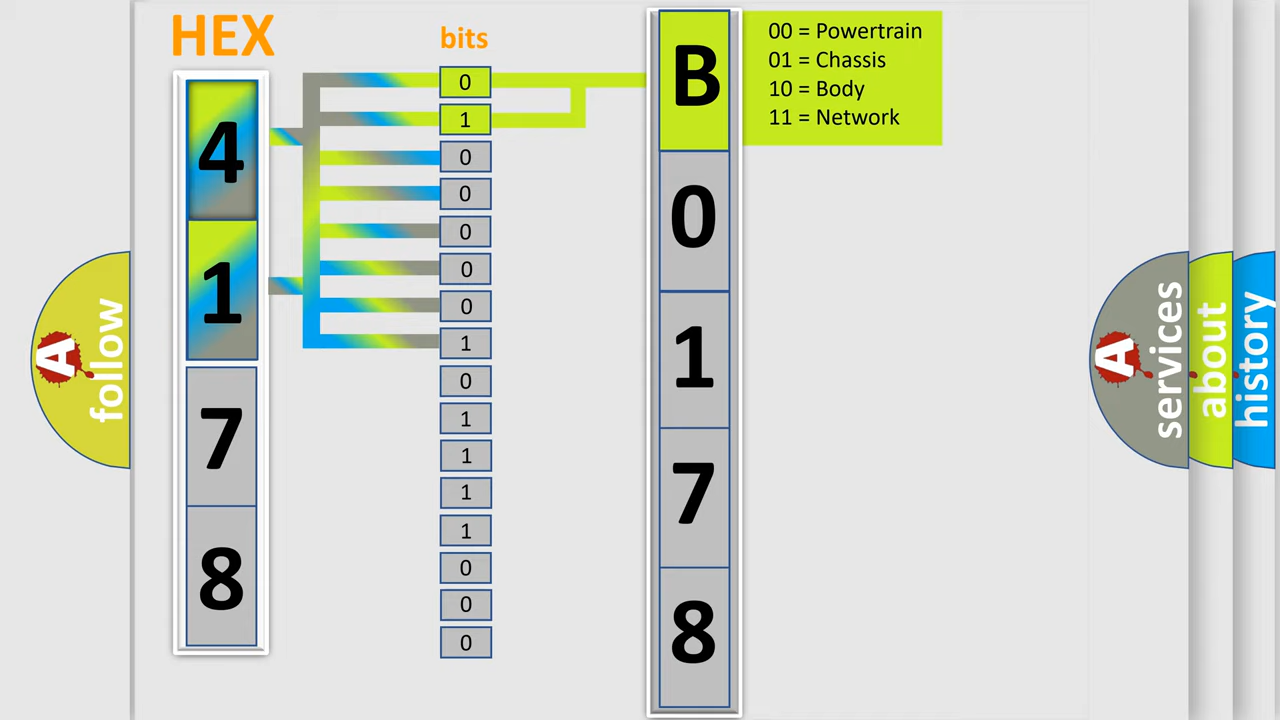 HEX
bits
4
1
7
8
0
1
0
0
0
0
0
1
0
1
1
1
1
0
0
0
B
0
1
7
8
00 = Powertrain
01 = Chassis
10 = Body
11 = Network
A
follow
A
services
about
history